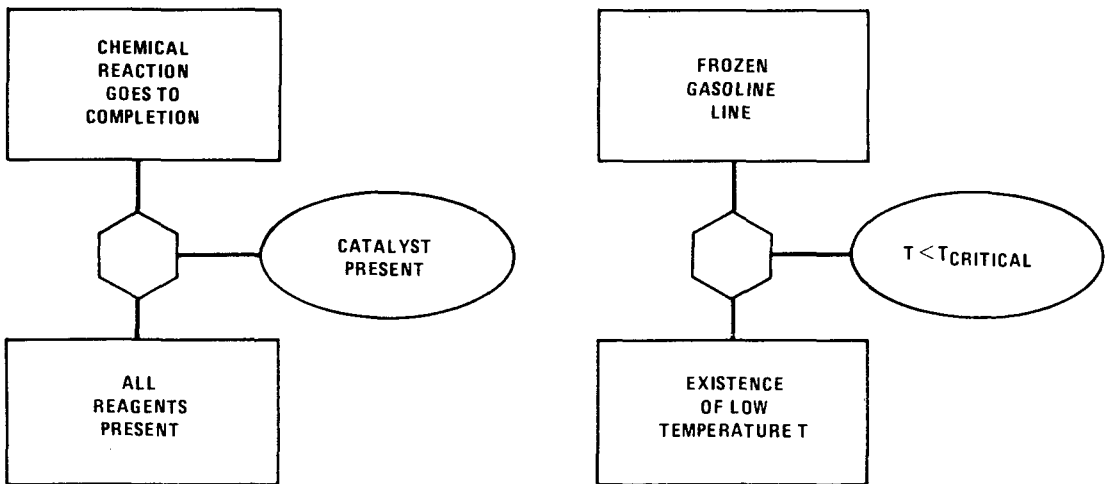 CHEMICAL
REACTION
GOES TO
COMPLETION
CATALYST
PRESENT
ALL
REAGENTS
PRESENT
FROZEN
GASOLINE
LINE
T<TCRITICAL
EXISTENCE
OF LOW
TEMPERATURE T